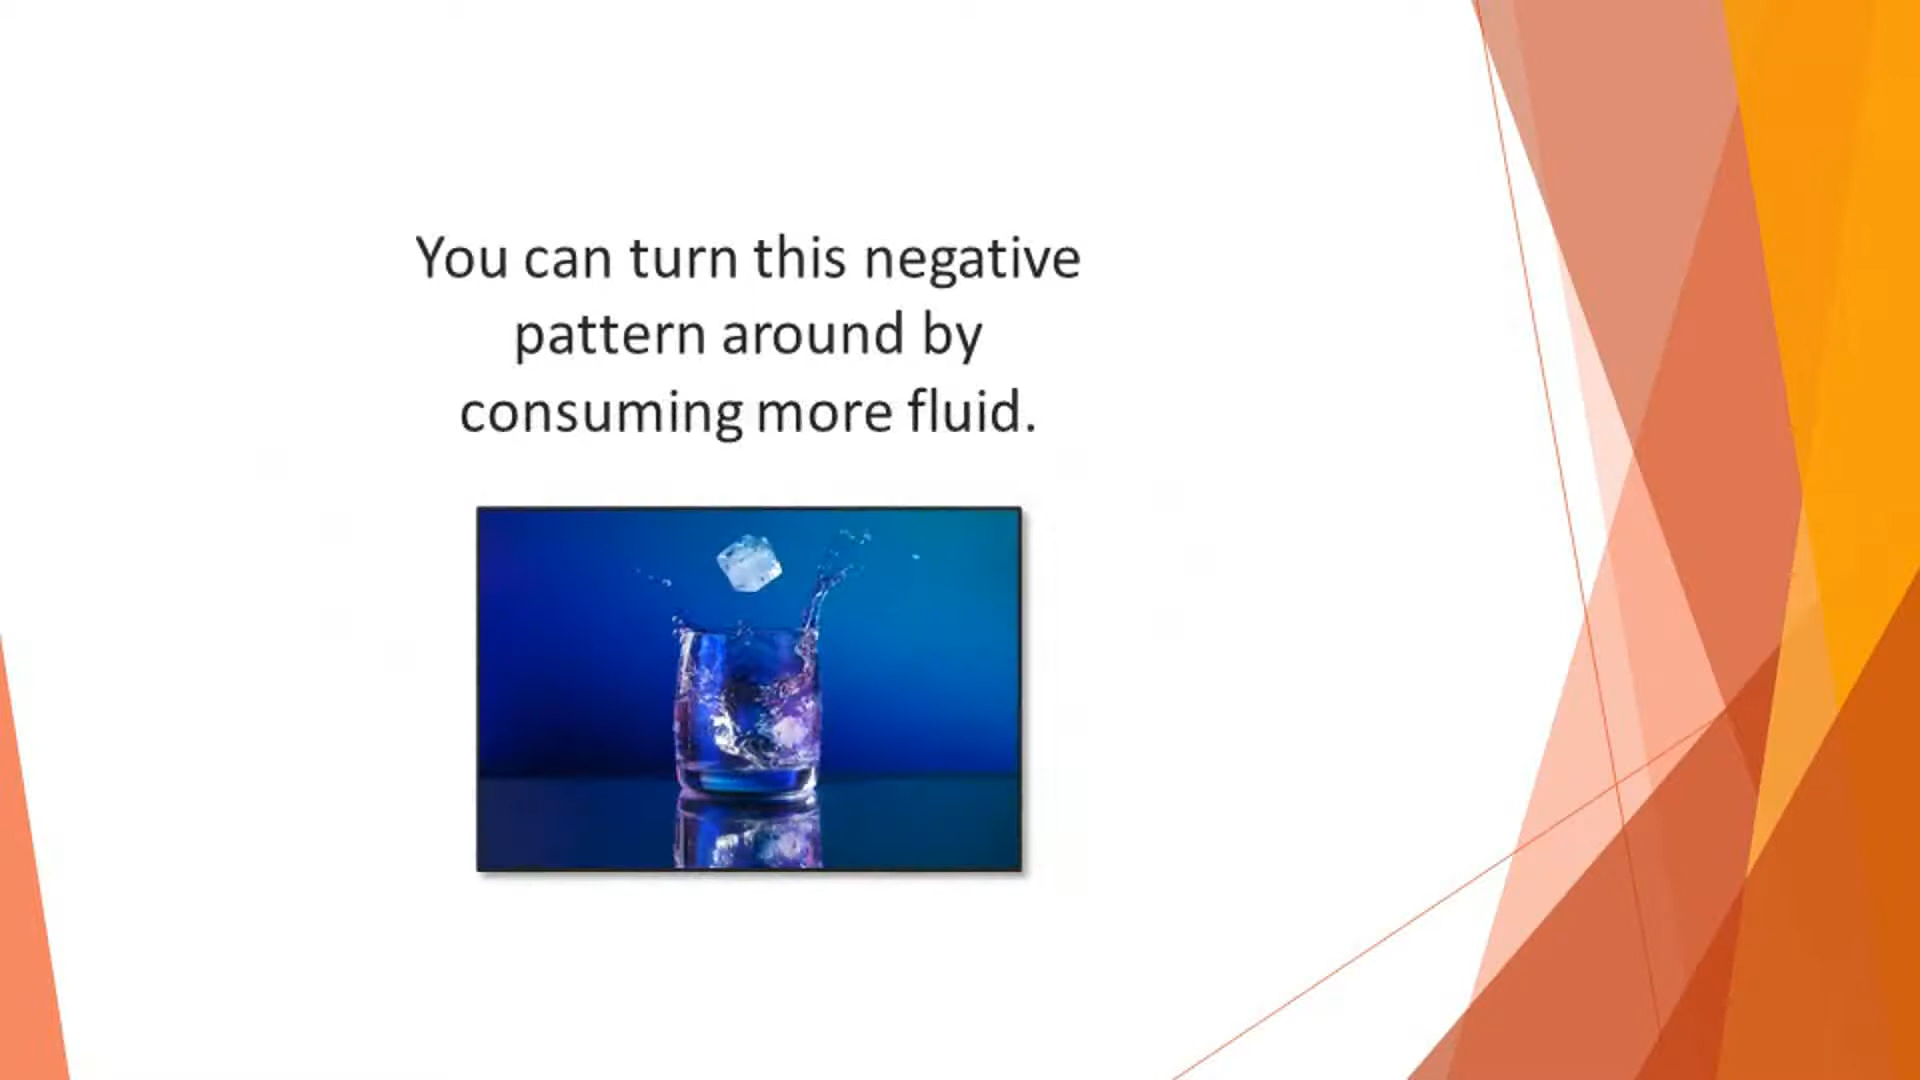 You can turn this negative
pattern around by
consuming more fluid.